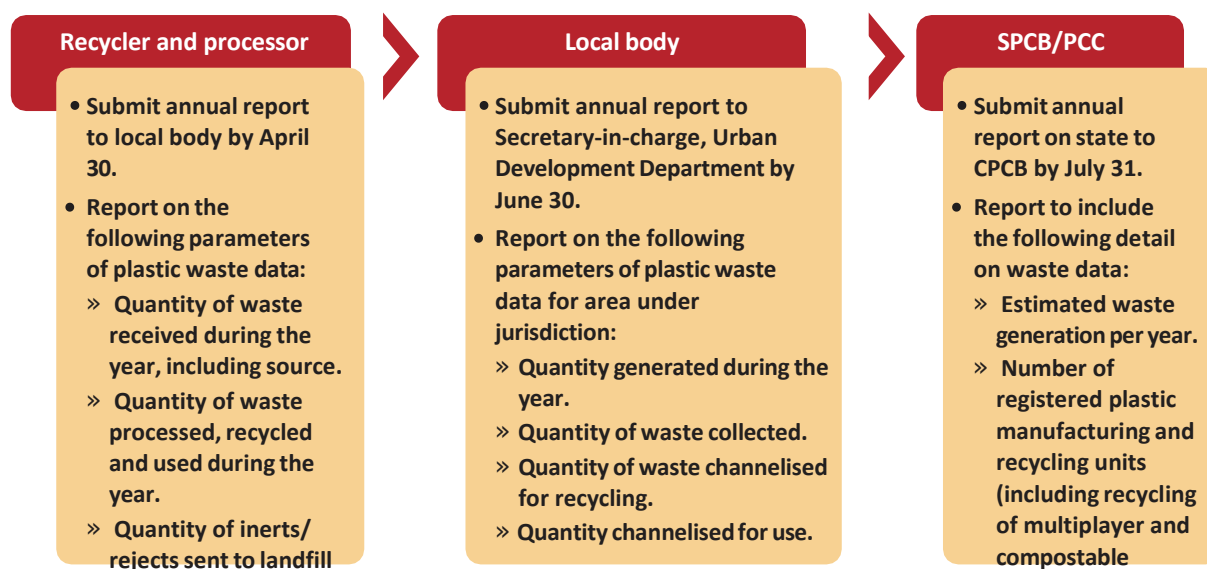 Recycler and processor
• Submit annual report
to local body by April
30.
• Report on the
following parameters
of plastic waste data:
» Quantity of waste
received during the
year, including source.
» Quantity of waste
processed, recycled
and used during the
year.
» Quantity of inerts/
rejects sent to landfill
Local body
• Submit annual report to
Secretary-in-charge, Urban
Development Department by
June 30.
• Report on the following
parameters of plastic waste
data for area under
jurisdiction:
» Quantity generated during the
year.
» Quantity of waste collected.
» Quantity of waste channelised
for recycling.
» Quantity channelised for use.
SPCB/PCC
• Submit annual
report on state to
CPCB by July 31.
• Report to include
the following detail
on waste data:
» Estimated waste
generation per year.
» Number of
registered plastic
manufacturing and
recycling units
(including recycling
of multiplayer and
compostable